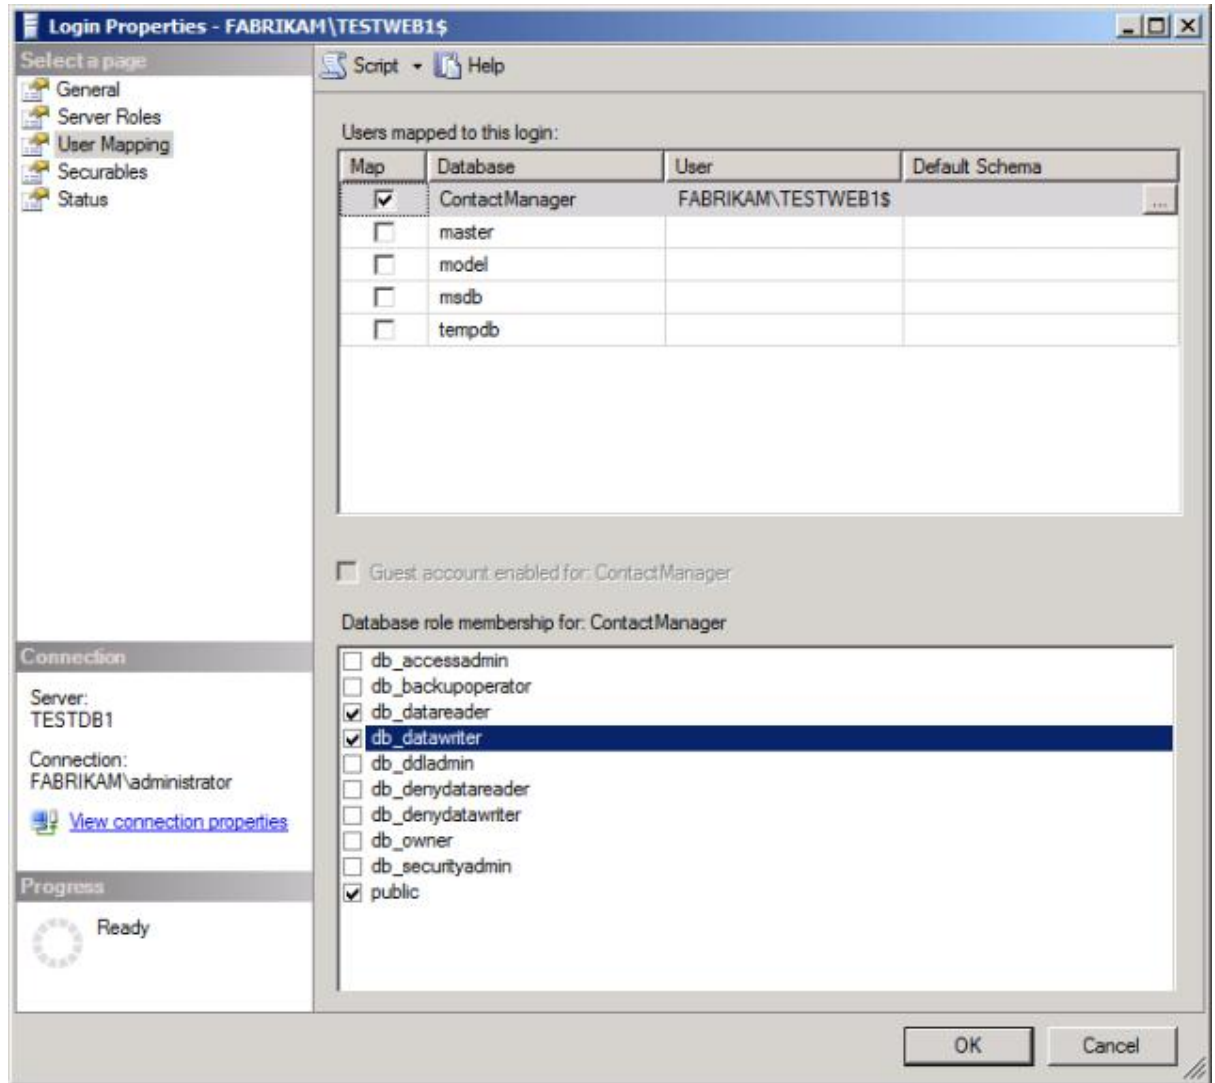 Login Properties - FABRIKAM\TESTWEB1$
Select a page
General
Server Roles
User Mapping
Securables
Status
Script Help
Users mapped to this login:
Map Database User Default Schema
ContactManager FABRIKAM\TESTWEB1$ ...
master
model
msdb
tempdb
Guest account enabled for: ContactManager
Database role membership for: ContactManager
db_accessadmin
db_backupoperator
db_datareader
db_datawriter
db_ddladmin
db_denydatareader
db_denydatawriter
db_owner
db_securityadmin
public
Connection
Server:
TESTDB1
Connection:
FABRIKAM\administrator
View connection properties
Progress
Ready
OK Cancel